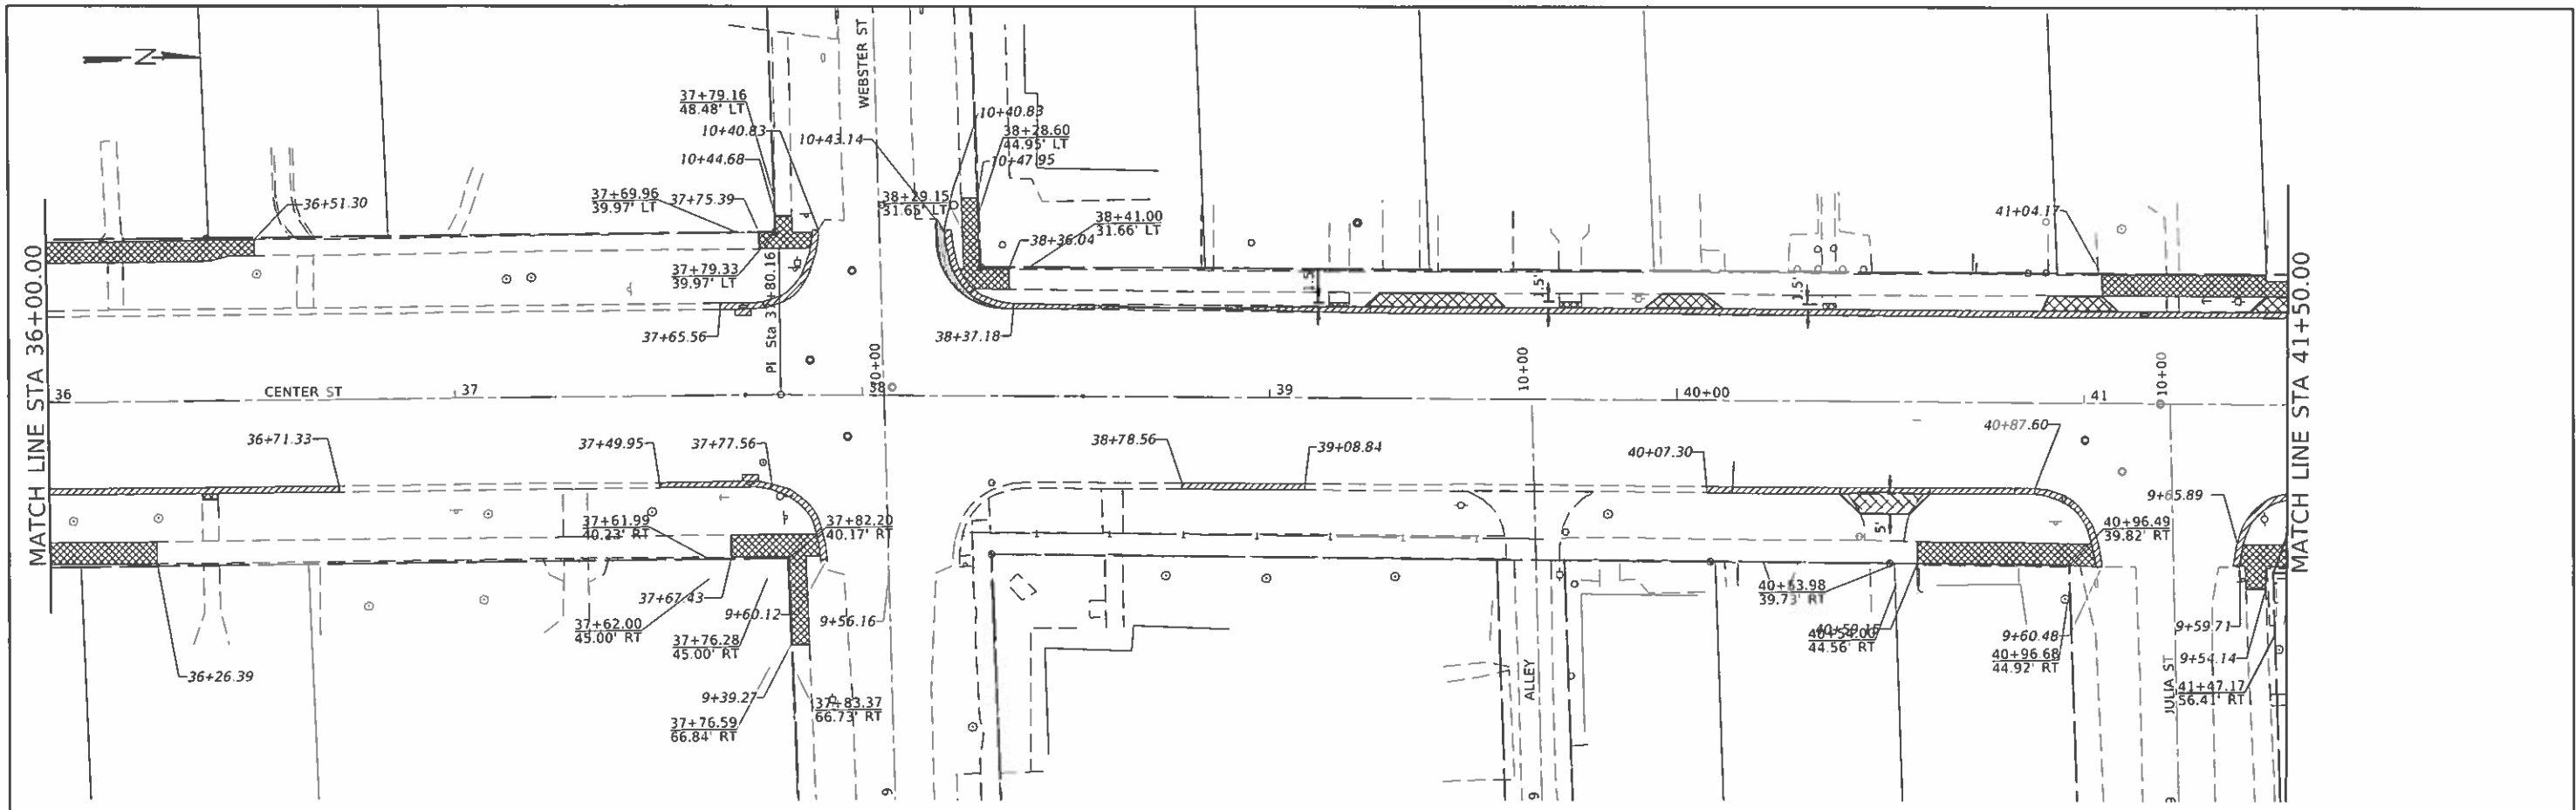 N
WEBSTER ST
37+79.16
48.48' LT
10+40.83
10+44.68
10+43.14
10+40.83
38+28.60
44.95' LT
10+47.95
36+51.30
37+69.96
39.97' LT
37+75.39
38+29.15
31.65' LT
38+41.00
31.66' LT
38+36.04
41+04.17
37+79.33
39.97' LT
1.5'
1.5'
1.5'
37+65.56
38+37.18
MATCH LINE STA 36+00.00
MATCH LINE STA 41+50.00
10+00
10+00
36
CENTER ST
37
38
39
40+00
41
36+71.33
37+49.95
37+77.56
38+78.56
39+08.84
40+07.30
40+87.60
9+65.89
37+61.99
40.23' RT
37+82.20
40.17' RT
5'
40+96.49
39.82' RT
37+67.43
9+60.12
9+56.16
40+53.98
39.73' RT
37+62.00
45.00' RT
37+76.28
45.00' RT
44.56' RT
9+60.48
40+96.68
44.92' RT
9+59.71
9+54.14
36+26.39
9+39.27
37+83.37
66.73' RT
37+76.59
66.84' RT
ALLEY
JULIA ST
41+47.17
56.41' RT
9
9
9